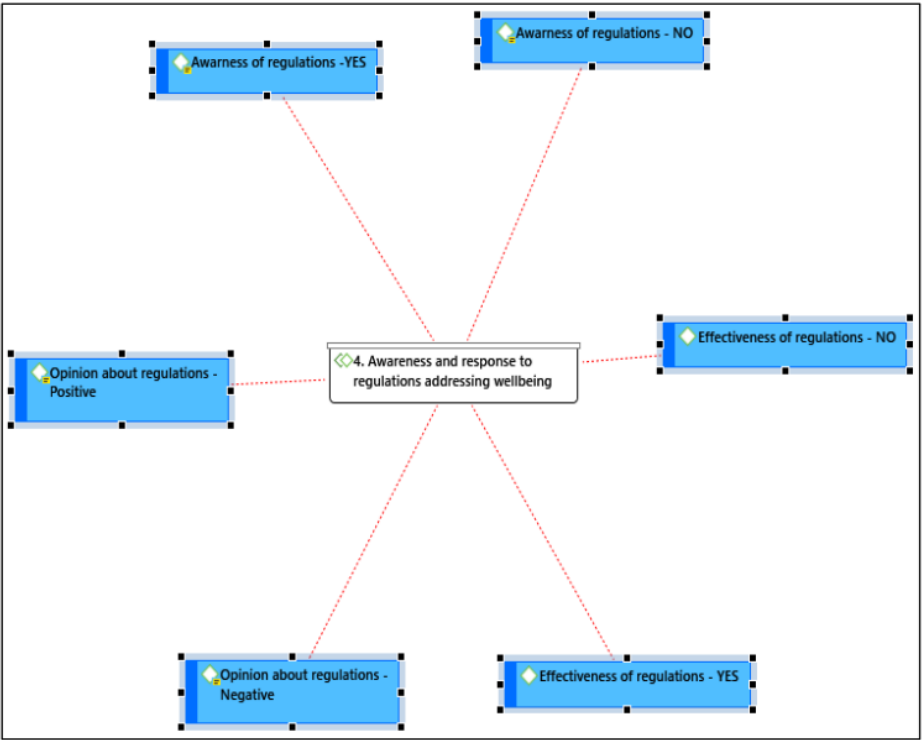 Awarness of regulations - NO
Awarness of regulations -YES
Effectiveness of regulations - NO
4. Awareness and response to
regulations addressing wellbeing
Opinion about regulations -
Positive
Opinion about regulations -
Negative
Effectiveness of regulations - YES